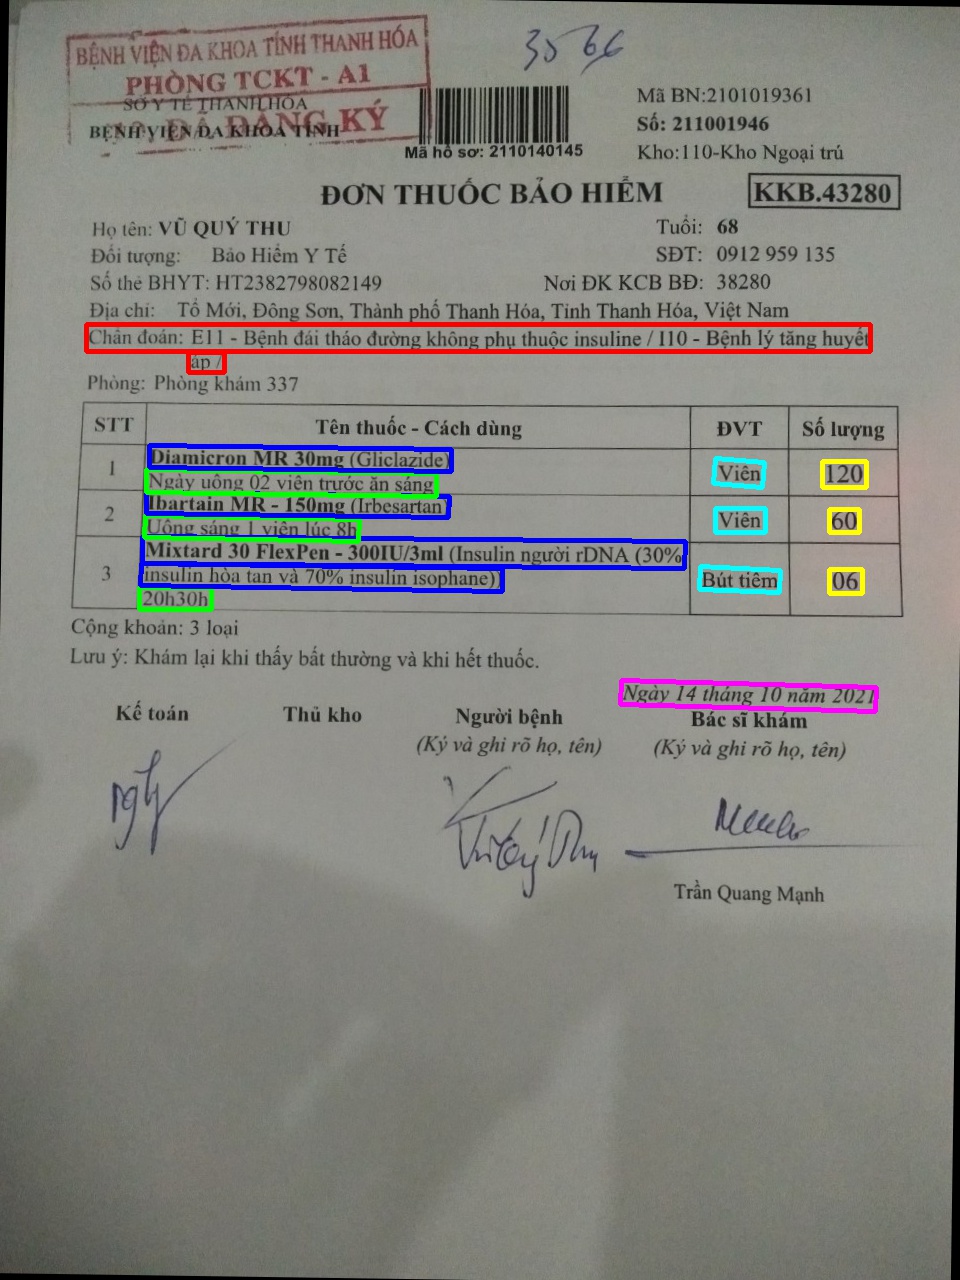 3566
BỆNH VIỆN ĐA KHOA TỈNH THANH HÓA
PHÒNG TCKT - A1
SỞ Y TẾ THANH HÓA
ĐÃ ĐĂNG KÝ
BỆNH VIỆN ĐA KHOA TỈNH
Mã hồ sơ: 2110140145
Mã BN:2101019361
Số: 211001946
Kho:110-Kho Ngoại trú
ĐƠN THUỐC BẢO HIỂM
KKB.43280
Họ tên: VŨ QUÝ THU Tuổi: 68
Đối tượng: Bảo Hiểm Y Tế SĐT: 0912 959 135
Số thẻ BHYT: HT2382798082149 Nơi ĐK KCB BĐ: 38280
Địa chỉ: Tổ Mới, Đông Sơn, Thành phố Thanh Hóa, Tỉnh Thanh Hóa, Việt Nam
Chẩn đoán: E11 - Bệnh đái tháo đường không phụ thuộc insuline / I10 - Bệnh lý tăng huyết
áp /
Phòng: Phòng khám 337
STT Tên thuốc - Cách dùng ĐVT Số lượng
1 Diamicron MR 30mg (Gliclazide) Viên 120
Ngày uống 02 viên trước ăn sáng
2 Ibartain MR - 150mg (Irbesartan) Viên 60
Uống sáng 1 viên lúc 8h
3 Mixtard 30 FlexPen - 300IU/3ml (Insulin người rDNA (30%
insulin hòa tan và 70% insulin isophane)) Bút tiêm 06
20h30h
Cộng khoản: 3 loại
Lưu ý: Khám lại khi thấy bất thường và khi hết thuốc.
Ngày 14 tháng 10 năm 2021
Kế toán Thủ kho Người bệnh Bác sĩ khám
(Ký và ghi rõ họ, tên) (Ký và ghi rõ họ, tên)
Trần Quang Mạnh